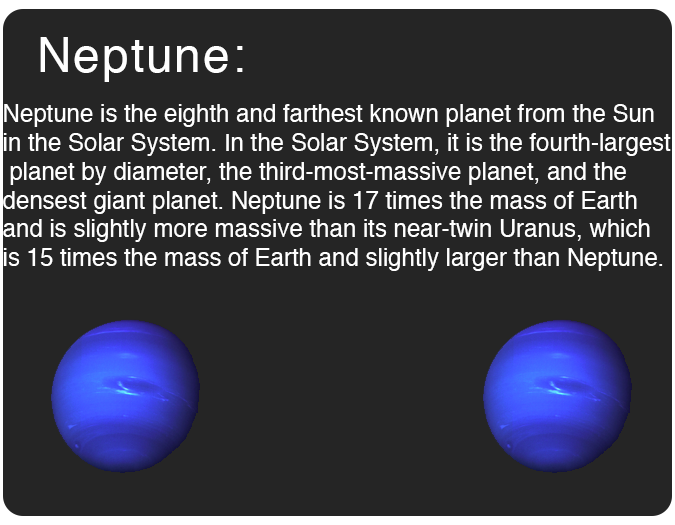 Neptune:
Neptune is the eighth and farthest known planet from the Sun
in the Solar System. In the Solar System, it is the fourth-largest
planet by diameter, the third-most-massive planet, and the
densest giant planet. Neptune is 17 times the mass of Earth
and is slightly more massive than its near-twin Uranus, which
is 15 times the mass of Earth and slightly larger than Neptune.